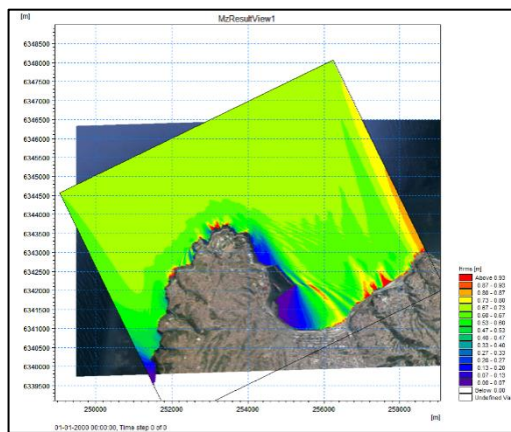 MzResultView1
[m]
6348500
6348000
6347500
6347000
6346500
6346000
6345500
6345000
6344500
6344000
6343500
6343000
6342500
6342000
6341500
6341000
6340500
6340000
6339500
250000
252000
254000
256000
258000
[m]
Hrms [m]
Above 0.93
0.87 - 0.93
0.80 - 0.87
0.73 - 0.80
0.67 - 0.73
0.60 - 0.67
0.53 - 0.60
0.47 - 0.53
0.40 - 0.47
0.33 - 0.40
0.27 - 0.33
0.20 - 0.27
0.13 - 0.20
0.07 - 0.13
0.00 - 0.07
Below 0.00
Undefined Va
01-01-2000 00:00:00, Time step 0 of 0